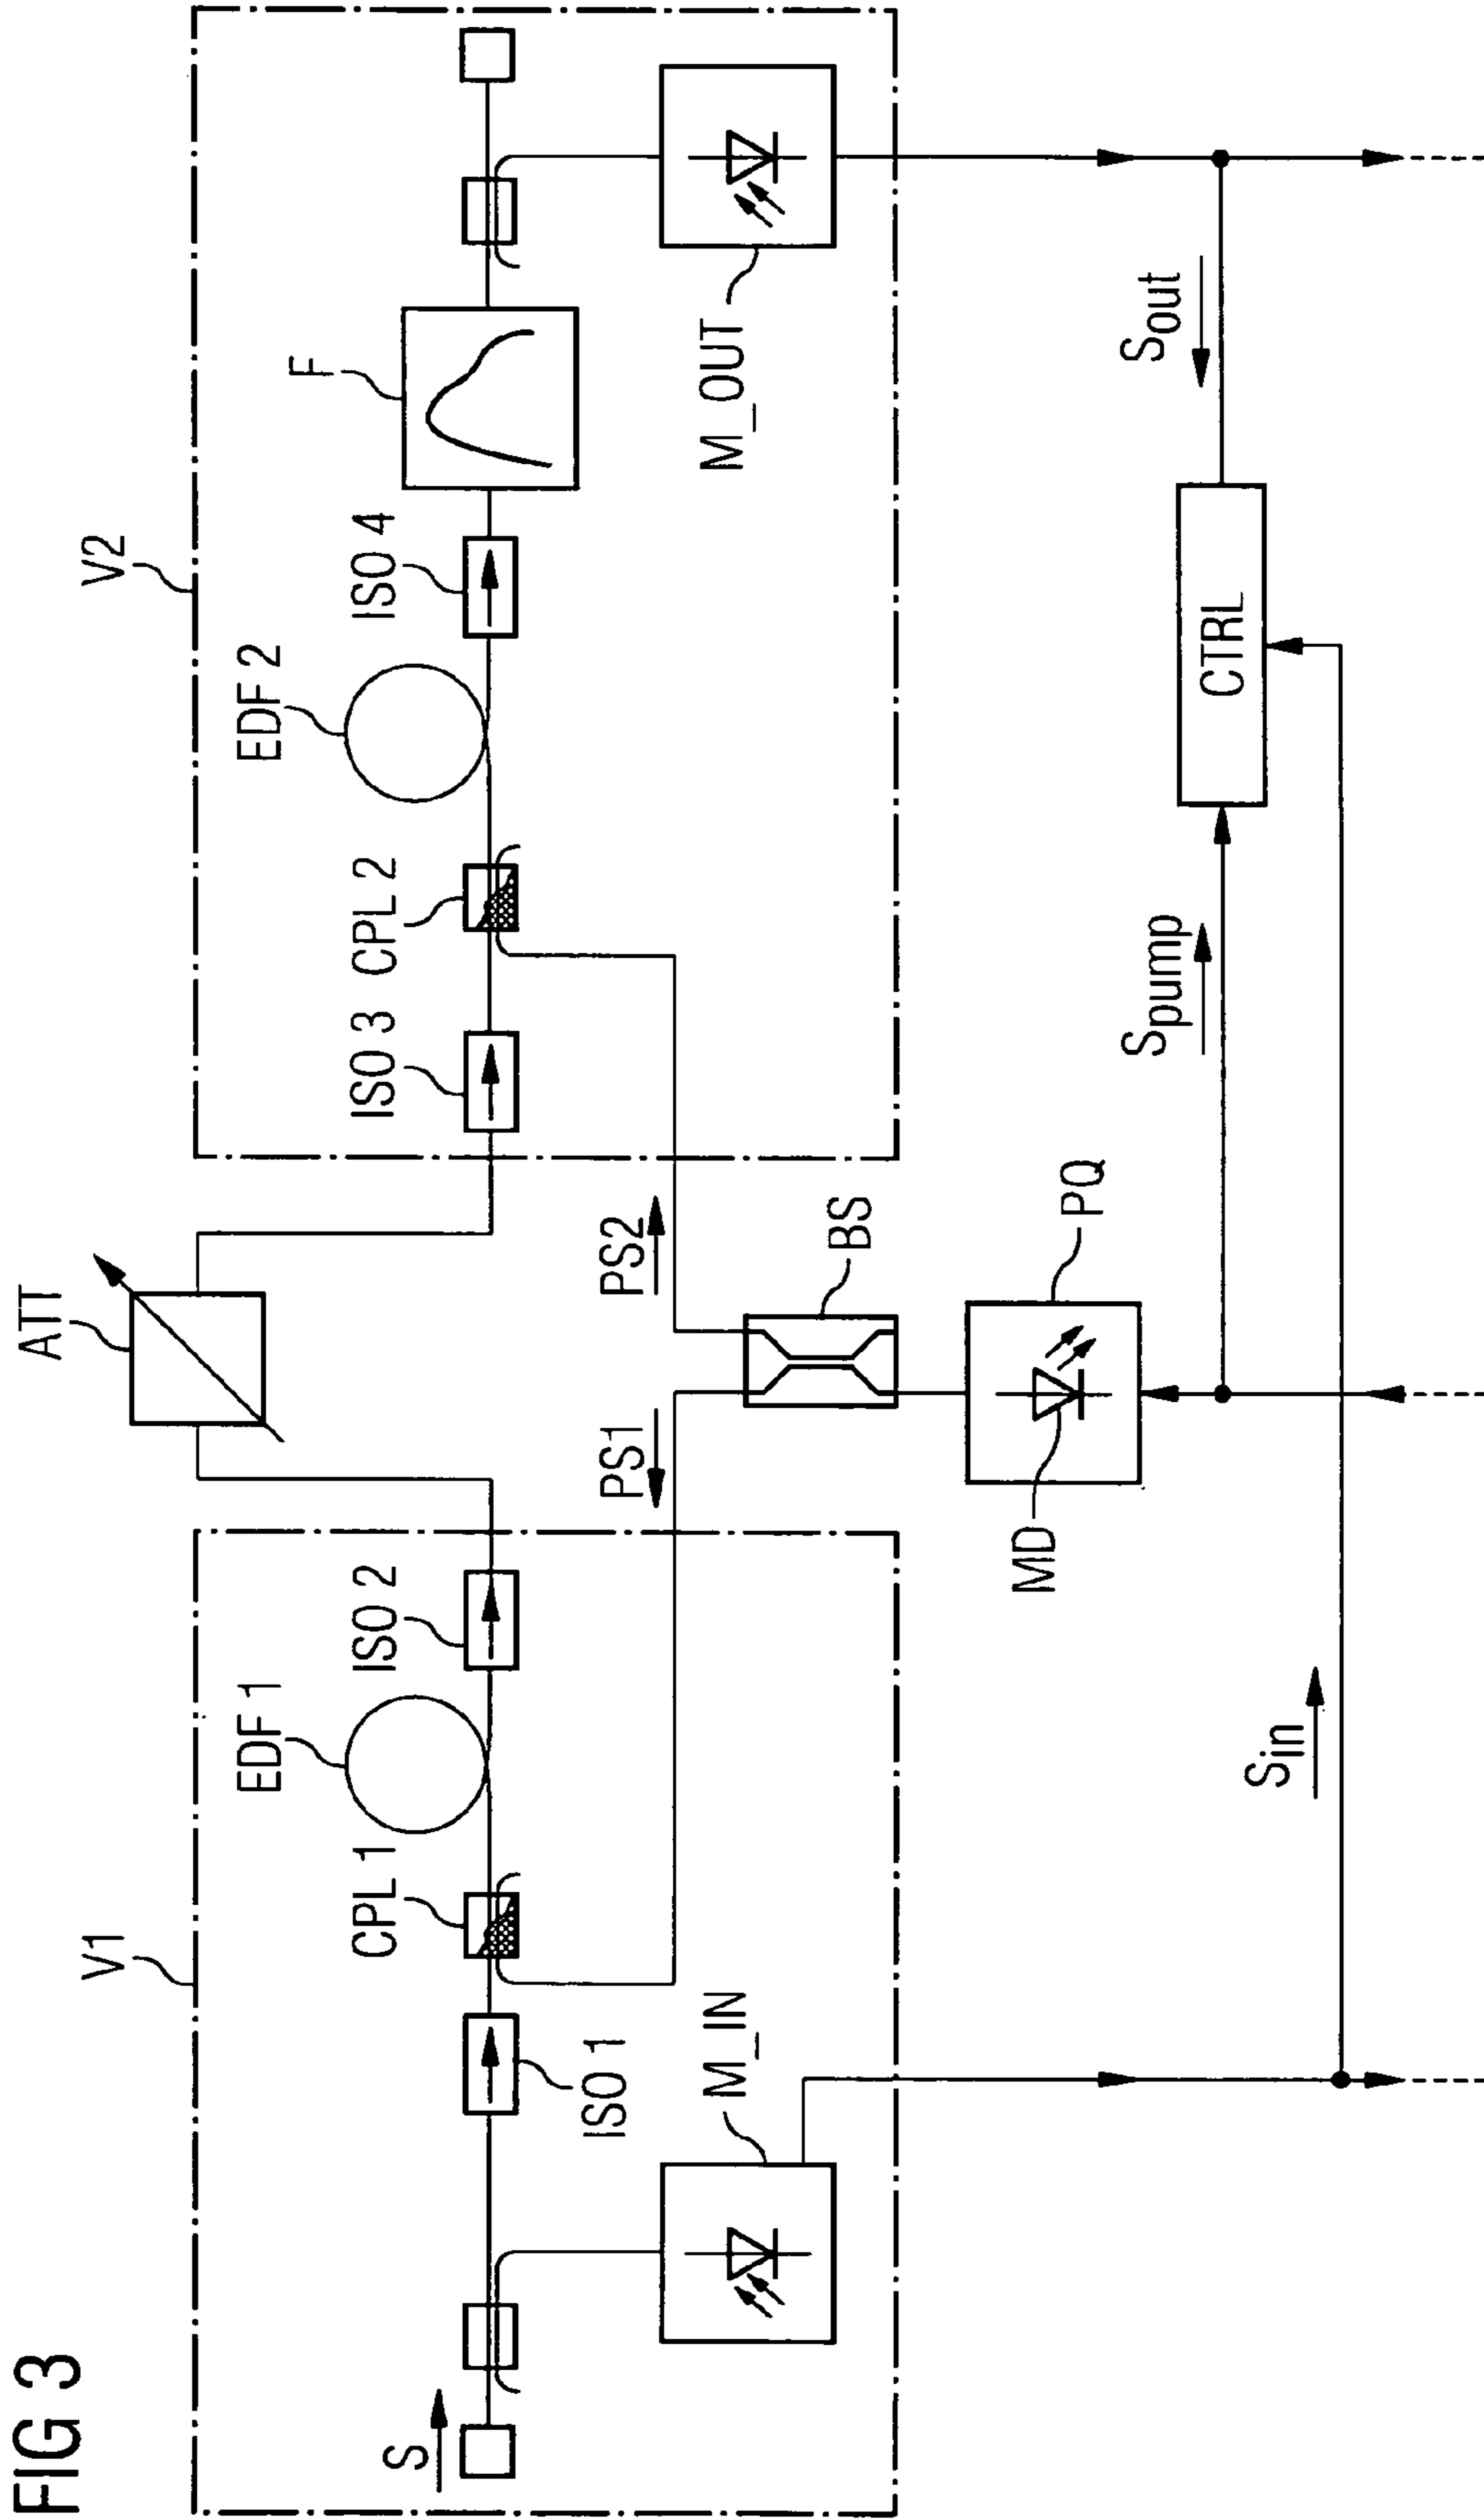 FIG 3
ATT
V1
V2
EDF 1
EDF 2
F
S
CPL 1
ISO 2
ISO 3
CPL 2
ISO 4
ISO 1
PS1
PS2
M_IN
M_OUT
BS
MD
PQ
Spump
Sout
CTRL
Sin